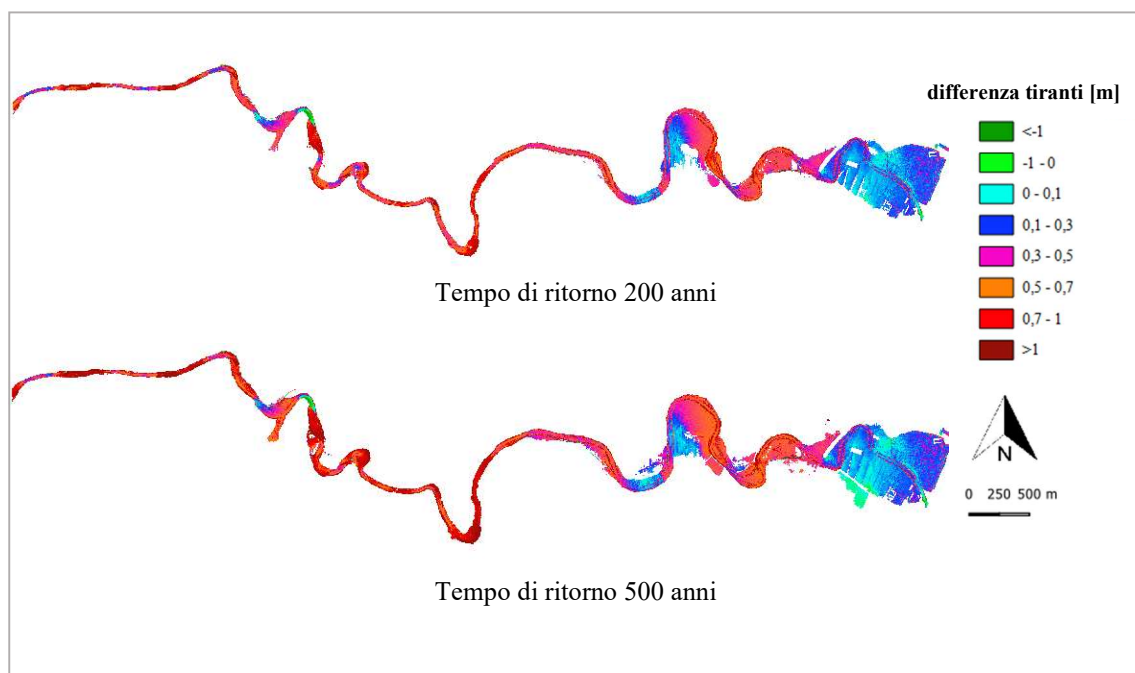 differenza tiranti [m]
<-1
-1 - 0
0 - 0,1
0,1 - 0,3
0,3 - 0,5
0,5 - 0,7
0,7 - 1
>1
Tempo di ritorno 200 anni
N
0 250 500 m
Tempo di ritorno 500 anni